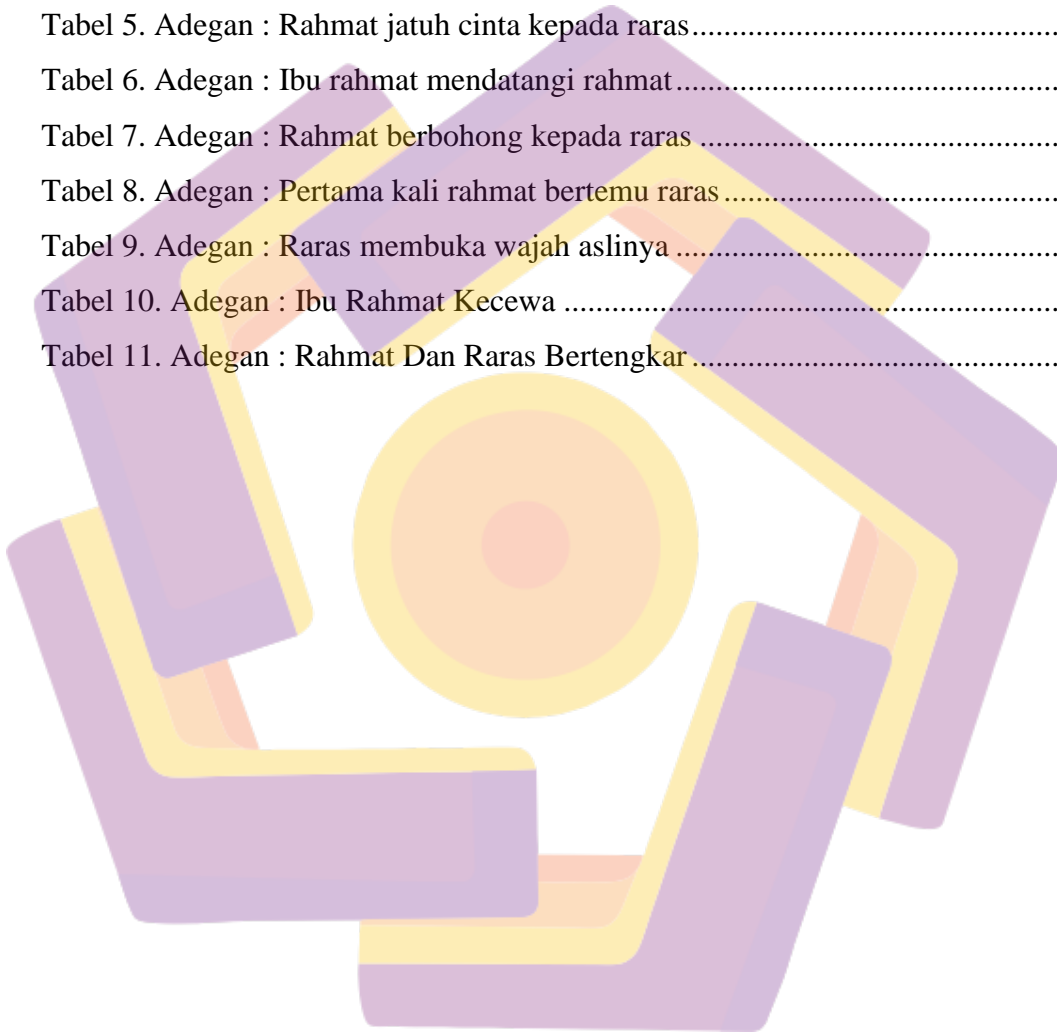 Tabel 5. Adegan : Rahmat jatuh cinta kepada raras................................................
Tabel 6. Adegan : Ibu rahmat mendatangi rahmat..................................................
Tabel 7. Adegan : Rahmat berbohong kepada raras ................................................
Tabel 8. Adegan : Pertama kali rahmat bertemu raras............................................
Tabel 9. Adegan : Raras membuka wajah aslinya ..................................................
Tabel 10. Adegan : Ibu Rahmat Kecewa ................................................................
Tabel 11. Adegan : Rahmat Dan Raras Bertengkar................................................